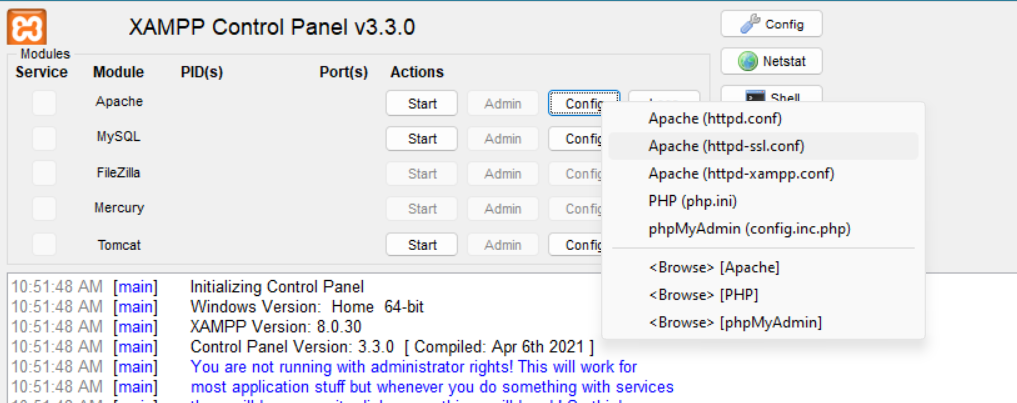 XAMPP Control Panel v3.3.0
Config
Modules
Netstat
Service Module PID(s) Port(s) Actions
Shell
Apache Start Admin Config
MySQL Start Admin Config
FileZilla Start Admin Config
Mercury Start Admin Config
Tomcat Start Admin Config
Apache (httpd.conf)
Apache (httpd-ssl.conf)
Apache (httpd-xampp.conf)
PHP (php.ini)
phpMyAdmin (config.inc.php)
<Browse> [Apache]
<Browse> [PHP]
<Browse> [phpMyAdmin]
10:51:48 AM [main] Initializing Control Panel
10:51:48 AM [main] Windows Version: Home 64-bit
10:51:48 AM [main] XAMPP Version: 8.0.30
10:51:48 AM [main] Control Panel Version: 3.3.0 [ Compiled: Apr 6th 2021 ]
10:51:48 AM [main] You are not running with administrator rights! This will work for
10:51:48 AM [main] most application stuff but whenever you do something with services